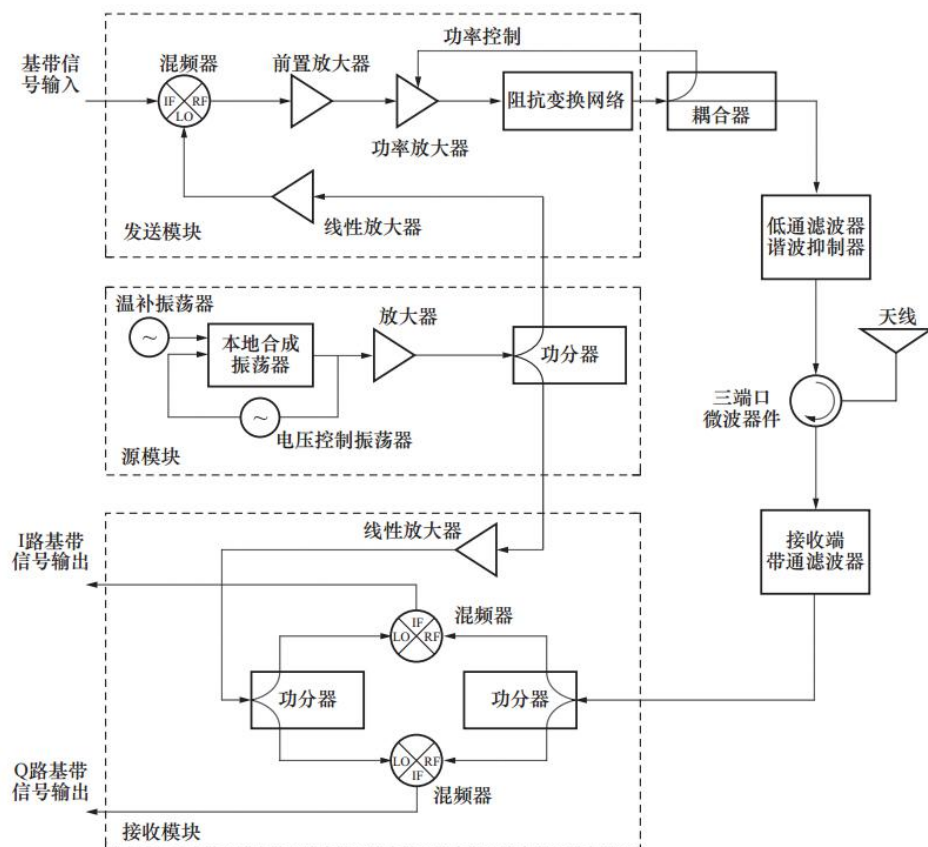 基带信
号输入
混频器
IF
RF
LO
前置放大器
功率控制
功率放大器
阻抗变换网络
耦合器
线性放大器
发送模块
低通滤波器
谐波抑制器
温补振荡器
~
本地合成
振荡器
放大器
功分器
~
电压控制振荡器
源模块
天线
三端口
微波器件
线性放大器
接收端
带通滤波器
I路基带
信号输出
IF
LO
RF
混频器
功分器
功分器
LO
RF
IF
混频器
Q路基带
信号输出
接收模块